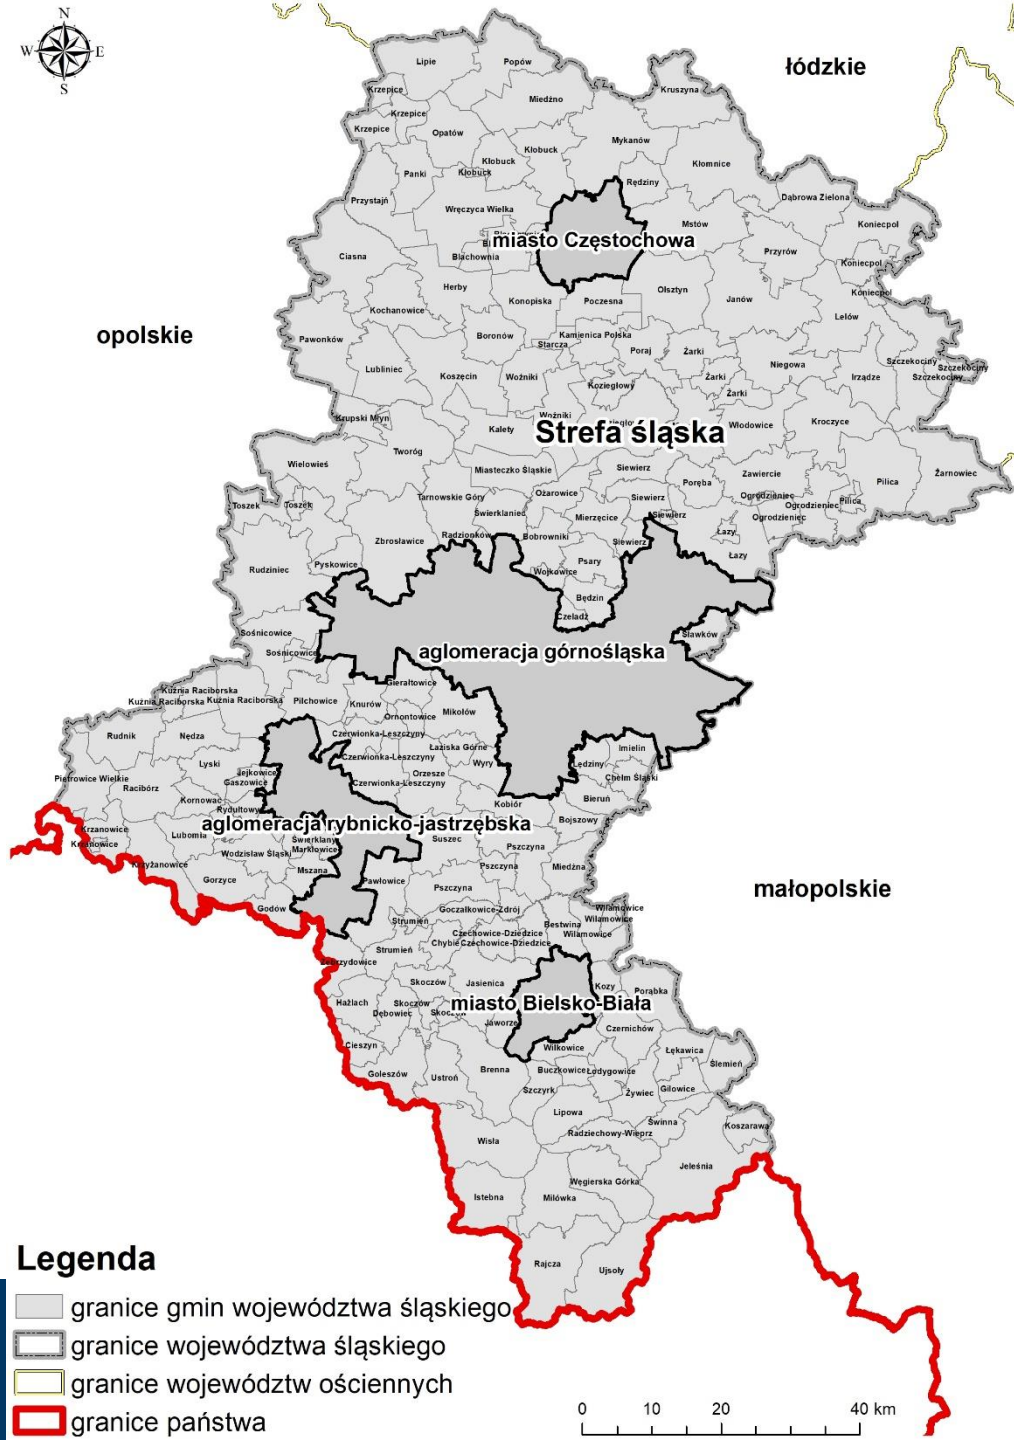 N
W E
S
łódzkie
Lipie
Popów
Krzepice
Kruszyna
Miedźno
Krzepice
Krzepice
Opatów
Mykanów
Kłobuck
Kłobuck
Kłomnice
Panki
Kłobuck
Rędziny
Przystajń
Dąbrowa Zielona
Wręczyca Wielka
Mstów
Koniecpol
miasto Częstochowa
Przyrów
Ciasna
Blachownia
Koniecpol
Herby
Olsztyn
Koniecpol
Konopiska
Poczesna
Janów
Kochanowice
Lelów
opolskie
Pawonków
Boronów
Kamienica Polska
Starcza
Poraj
Żarki
Szczekociny
Szczekociny
Niegowa
Lubliniec
Koszęcin
Woźniki
Żarki
Irządze
Szczekociny
Koziegłowy
Żarki
Krupski Młyn
Woźniki
Kroczyce
Włodowice
Kalety
Strefa śląska
Tworóg
Wielowieś
Miasteczko Śląskie
Siewierz
Zawiercie
Żarnowiec
Poręba
Pilica
Tarnowskie Góry
Ożarowice
Siewierz
Ogrodzieniec
Pilica
Toszek
Toszek
Ogrodzieniec
Świerklaniec
Mierzęcice
Siewierz
Ogrodzieniec
Radzionków
Bobrowniki
Łazy
Zbrosławice
Siewierz
Łazy
Pyskowice
Psary
Rudziniec
Wojkowice
Będzin
Czeladź
Sośnicowice
Sławków
Sośnicowice
aglomeracja górnośląska
Gierałtowice
Kuźnia Raciborska
Kuźnia Raciborska
Kuźnia Raciborska
Pilchowice
Knurów
Mikołów
Ornontowice
Rudnik
Nędza
Czerwionka-Leszczyny
Łaziska Górne
Imielin
Czerwionka-Leszczyny
Wyry
Lędziny
Lyski
Jejkowice
Orzesze
Pietrowice Wielkie
Gaszowice
Czerwionka-Leszczyny
Chełm Śląski
Racibórz
Kornowac
Kobiór
Bieruń
Rydułtowy
Bojszowy
aglomeracja rybnicko-jastrzębska
Krzanowice
Lubomia
Świerklany
Suszec
Krzanowice
Marklowice
Pszczyna
Wodzisław Śląski
Krzyżanowice
Mszana
Pszczyna
Miedźna
Gorzyce
Pawłowice
Pszczyna
małopolskie
Godów
Goczałkowice-Zdrój
Wilamowice
Strumień
Bestwina
Wilamowice
Czechowice-Dziedzice
Wilamowice
Chybie
Czechowice-Dziedzice
Strumień
Zebrzydowice
Skoczów
Jasienica
Kozy
Porąbka
Hażlach
Skoczów
miasto Bielsko-Biała
Dębowiec
Skoczów
Jaworze
Czernichów
Cieszyn
Wilkowice
Łękawica
Ślemień
Goleszów
Ustroń
Brenna
Buczkowice
Łodygowice
Szczyrk
Żywiec
Gilowice
Lipowa
Świnna
Koszarawa
Radziechowy-Wieprz
Wisła
Jeleśnia
Węgierska Górka
Istebna
Milówka
Rajcza
Ujsoły
Legenda
granice gmin województwa śląskiego
granice województwa śląskiego
granice województw ościennych
granice państwa
0 10 20 40 km